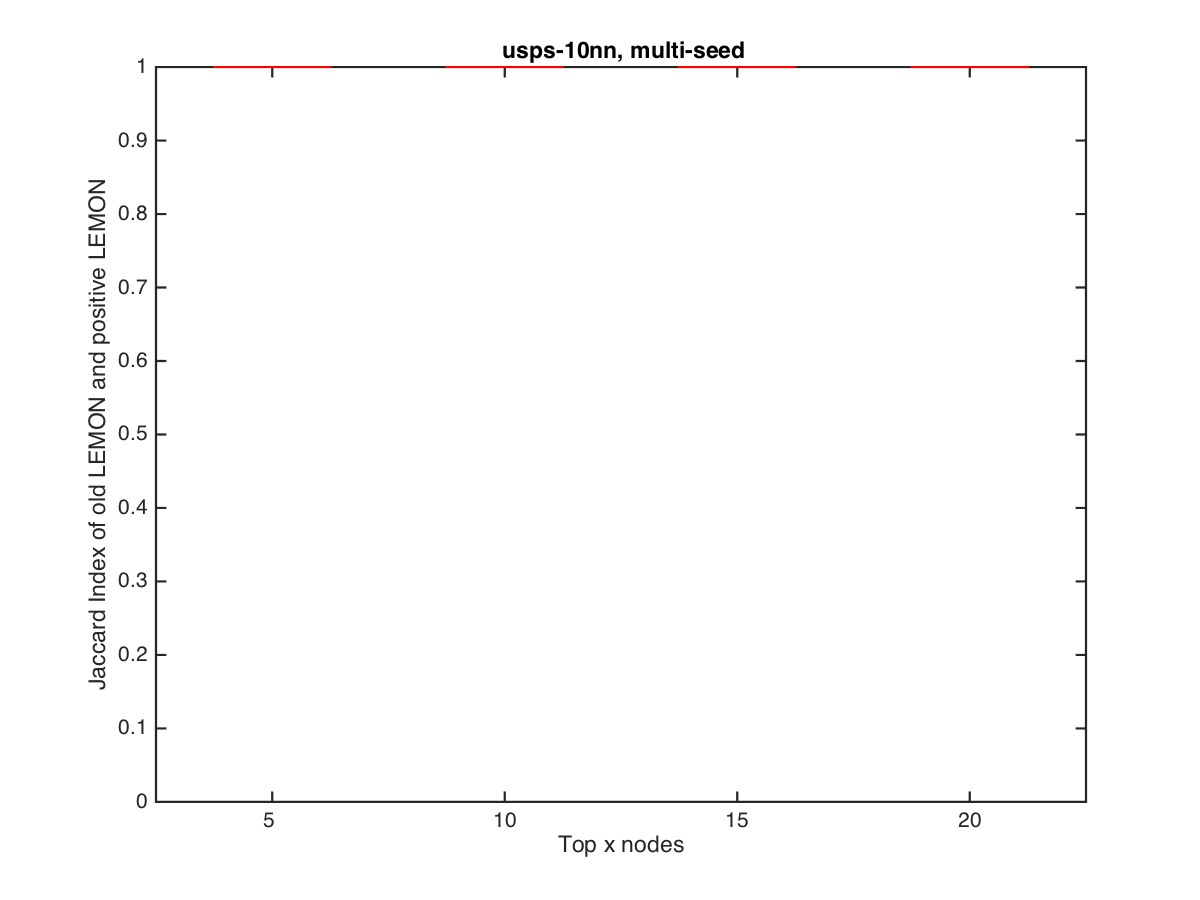 usps-10nn, multi-seed
1
0.9
0.8
0.7
0.6
0.5
0.4
0.3
0.2
0.1
0
Jaccard Index of old LEMON and positive LEMON
5 10 15 20
Top x nodes